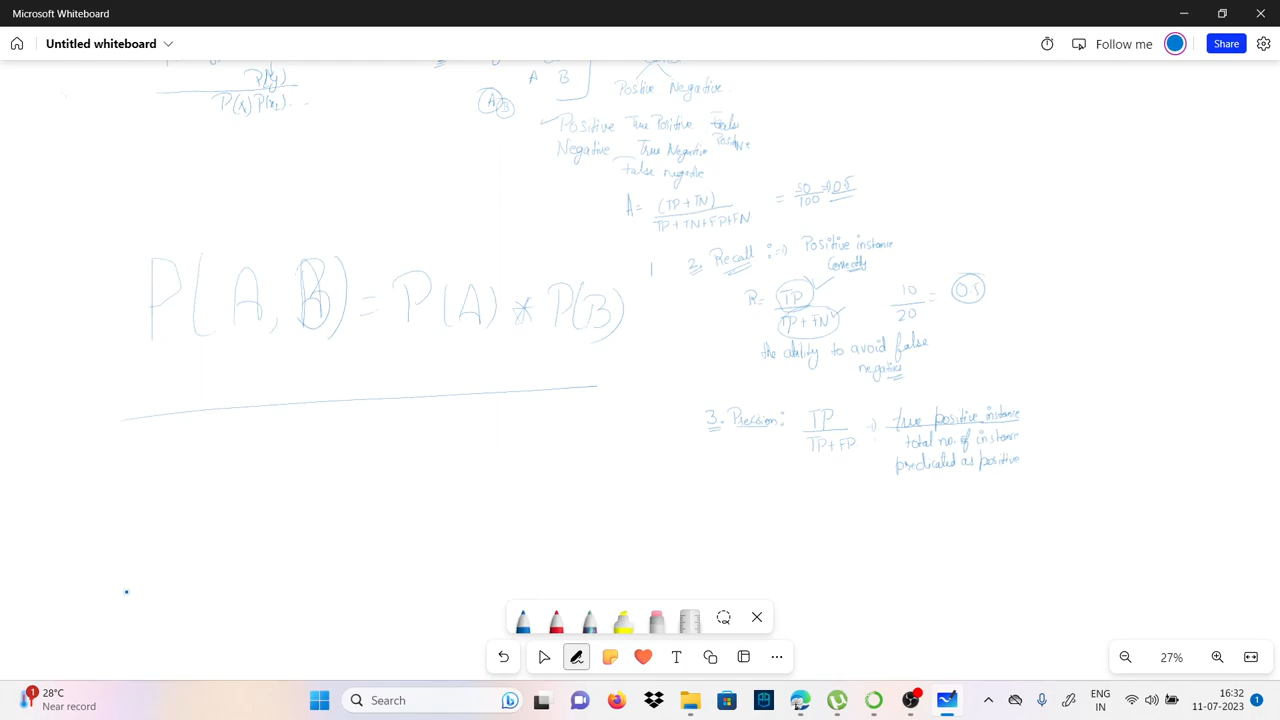 Microsoft Whiteboard
Untitled whiteboard
Follow me
Share
P(y)
P(x) P(x2)
A B
A B
Positive Negative
Positive True Positive False Positive
Negative True Negative
False negative
A = (TP + TN)
TP + TN + FP + FN
= 50 => 0.5
100
P(A, B) = P(A) * P(B)
2. Recall :=> Positive instance
Correctly
R = TP
TP + FN
10
20
= 0.5
the ability to avoid false
negatives
3. Precision: TP => true positive instance
TP + FP total no. of instance
predicated as positive
27%
1
28°C
Near record
Search
ENG
IN
16:32
11-07-2023
1